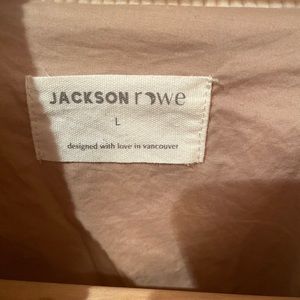 JACKSON rowe
L
designed with love in vancouver